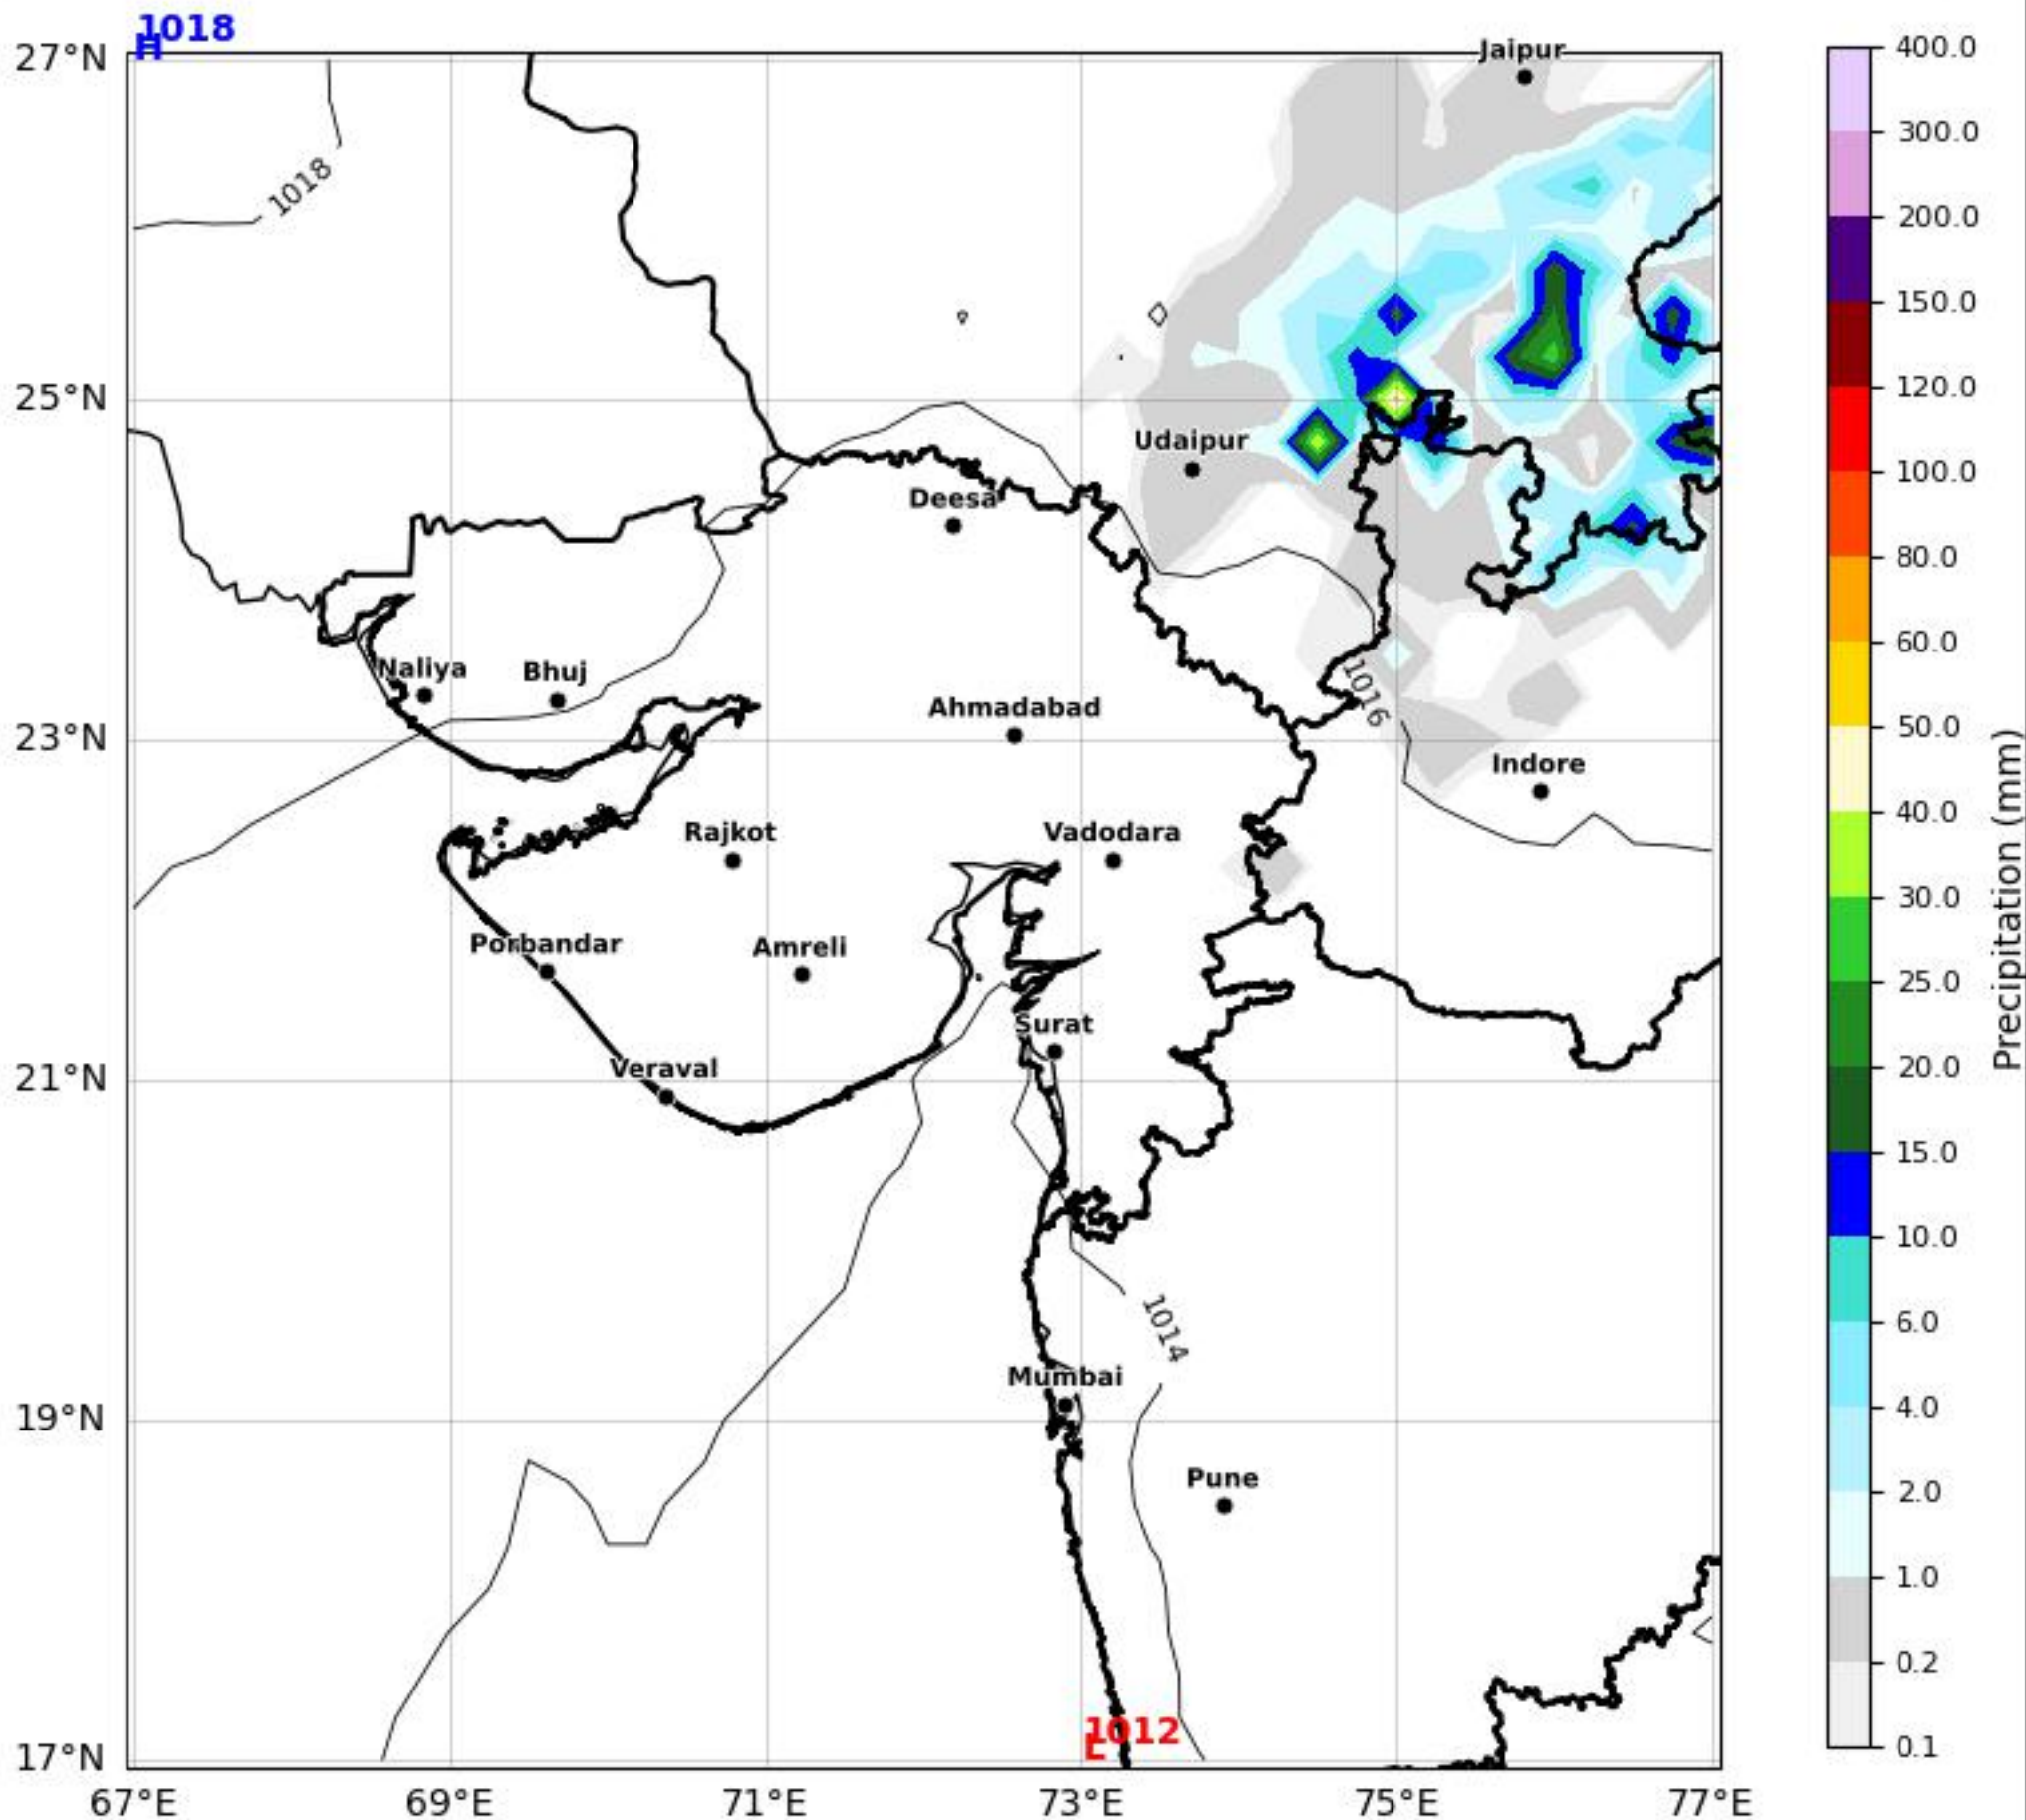 1018
H
27°N
25°N
23°N
21°N
19°N
17°N
67°E
69°E
71°E
73°E
75°E
77°E
1018
1016
1014
1012
L
Jaipur
Udaipur
Deesa
Naliya
Bhuj
Ahmadabad
Indore
Rajkot
Vadodara
Porbandar
Amreli
Surat
Veraval
Mumbai
Pune
400.0
300.0
200.0
150.0
120.0
100.0
80.0
60.0
50.0
40.0
30.0
25.0
20.0
15.0
10.0
6.0
4.0
2.0
1.0
0.2
0.1
Precipitation (mm)